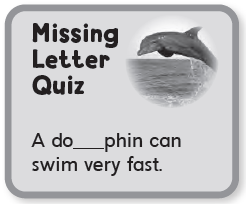 Missing
Letter
Quiz
A do___phin can
swim very fast.